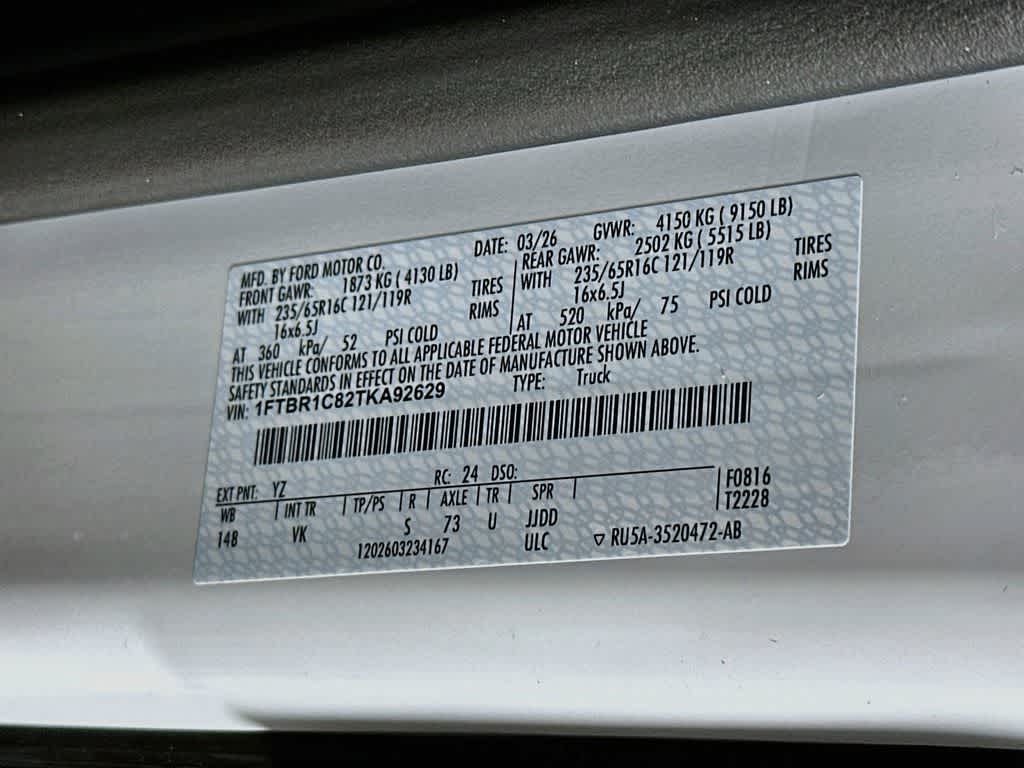 MFD. BY FORD MOTOR CO.
DATE: 03/26 GVWR: 4150 KG ( 9150 LB)
FRONT GAWR: 1873 KG ( 4130 LB)
WITH 235/65R16C 121/119R TIRES
16x6.5J RIMS
AT 360 kPa/ 52 PSI COLD
REAR GAWR: 2502 KG ( 5515 LB)
WITH 235/65R16C 121/119R TIRES
16x6.5J RIMS
AT 520 kPa/ 75 PSI COLD
THIS VEHICLE CONFORMS TO ALL APPLICABLE FEDERAL MOTOR VEHICLE
SAFETY STANDARDS IN EFFECT ON THE DATE OF MANUFACTURE SHOWN ABOVE.
VIN: 1FTBR1C82TKA92629 TYPE: Truck
EXT PNT: YZ RC: 24 DSO:
WB INT TR TP/PS R AXLE TR SPR F0816
148 VK S 73 U JJDD T2228
1202603234167 ULC ▽ RU5A-3520472-AB